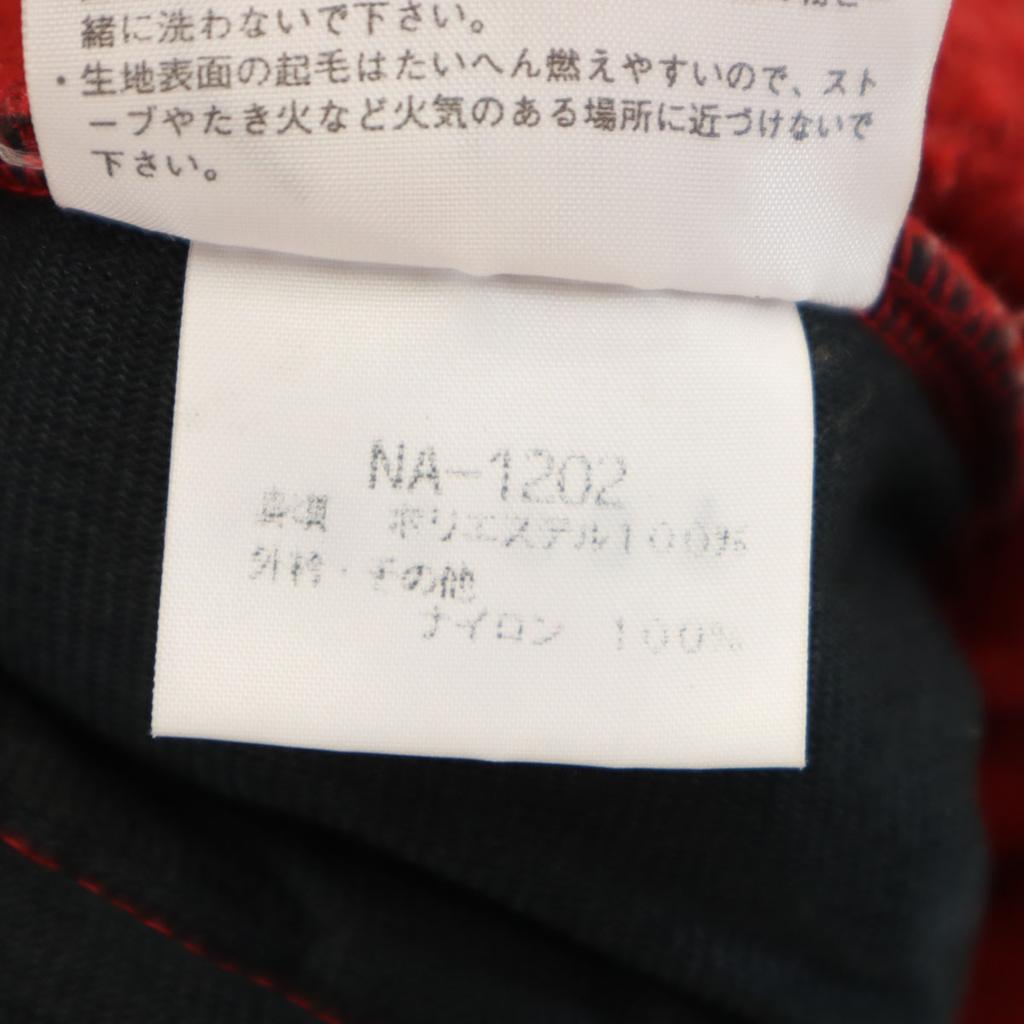 緒に洗わないで下さい。
・生地表面の起毛はたいへん燃えやすいので、スト
ーブやたき火など火気のある場所に近づけないで
下さい。
NA-1202
身頃 ポリエステル100%
外衿・その他
ナイロン 100%